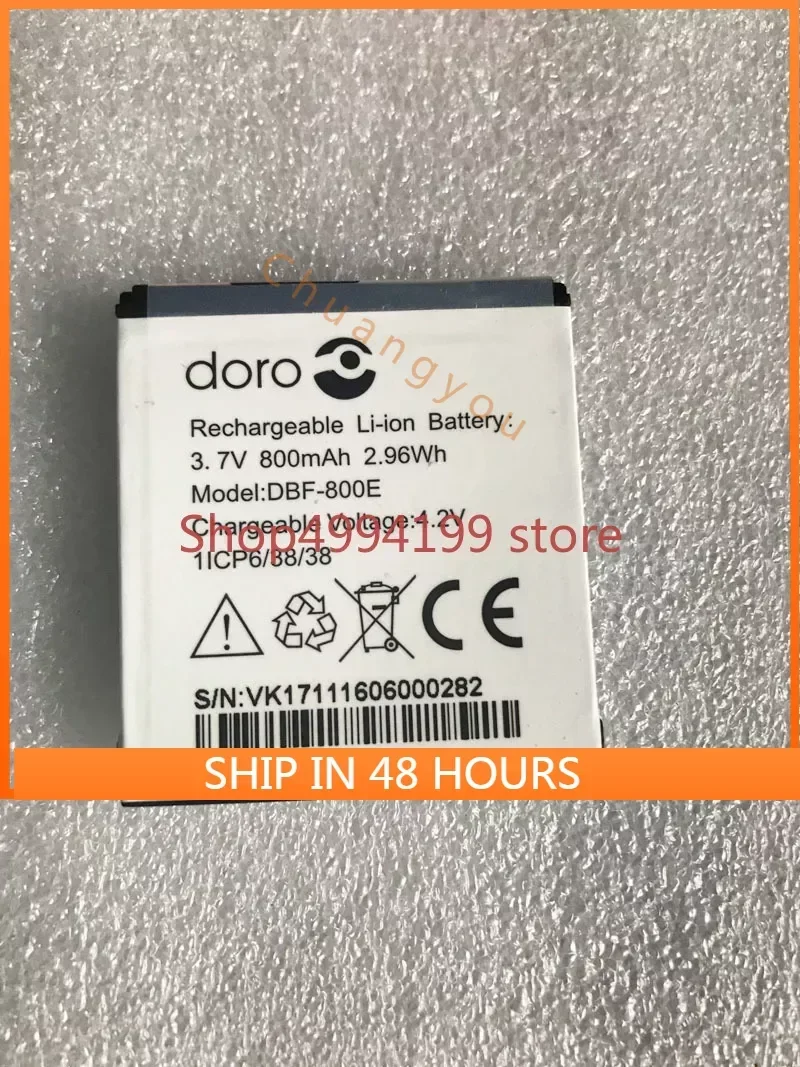 Chuangyou
doro
Rechargeable Li-ion Battery:
3. 7V 800mAh 2.96Wh
Model:DBF-800E
Chargeable Voltage:4.2V
Shop4994199 store
1ICP6/38/38
CE
S/N:VK17111606000282
SHIP IN 48 HOURS